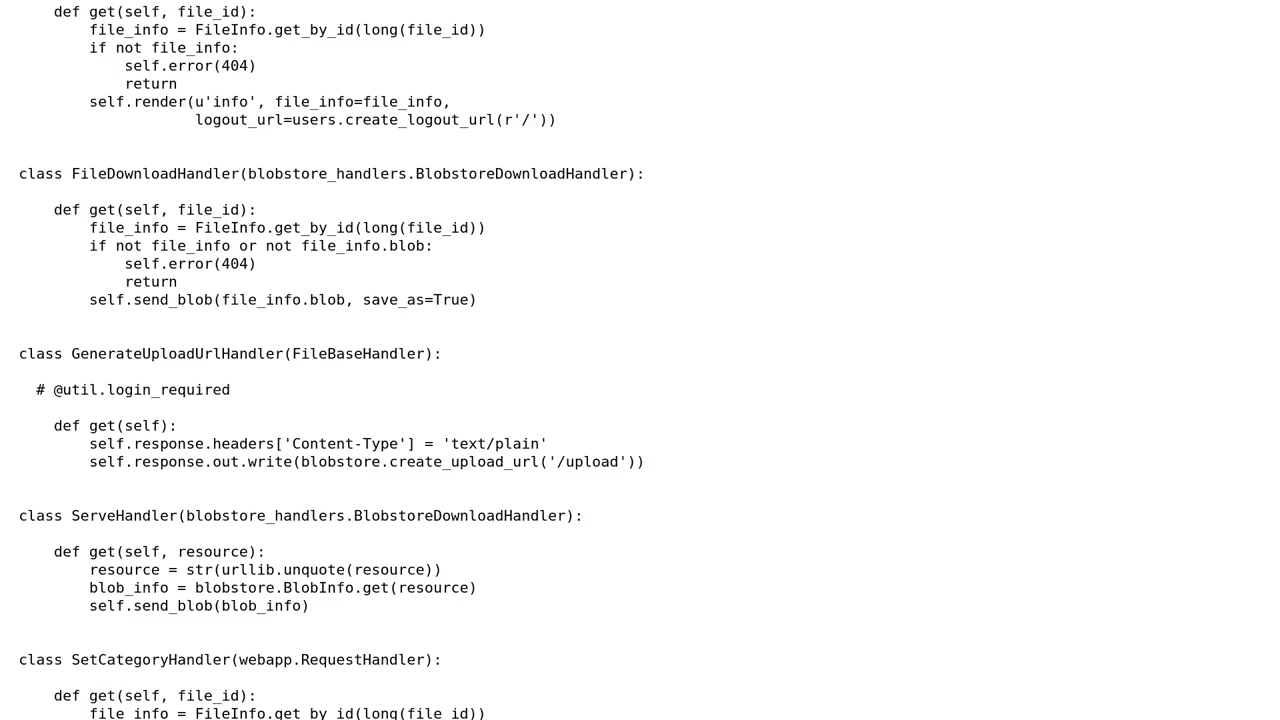 def get(self, file_id):
        file_info = FileInfo.get_by_id(long(file_id))
        if not file_info:
            self.error(404)
            return
        self.render(u'info', file_info=file_info,
                    logout_url=users.create_logout_url(r'/'))
class FileDownloadHandler(blobstore_handlers.BlobstoreDownloadHandler):
    def get(self, file_id):
        file_info = FileInfo.get_by_id(long(file_id))
        if not file_info or not file_info.blob:
            self.error(404)
            return
        self.send_blob(file_info.blob, save_as=True)
class GenerateUploadUrlHandler(FileBaseHandler):
  # @util.login_required
    def get(self):
        self.response.headers['Content-Type'] = 'text/plain'
        self.response.out.write(blobstore.create_upload_url('/upload'))
class ServeHandler(blobstore_handlers.BlobstoreDownloadHandler):
    def get(self, resource):
        resource = str(urllib.unquote(resource))
        blob_info = blobstore.BlobInfo.get(resource)
        self.send_blob(blob_info)
class SetCategoryHandler(webapp.RequestHandler):
    def get(self, file_id):
        file_info = FileInfo.get_by_id(long(file_id))